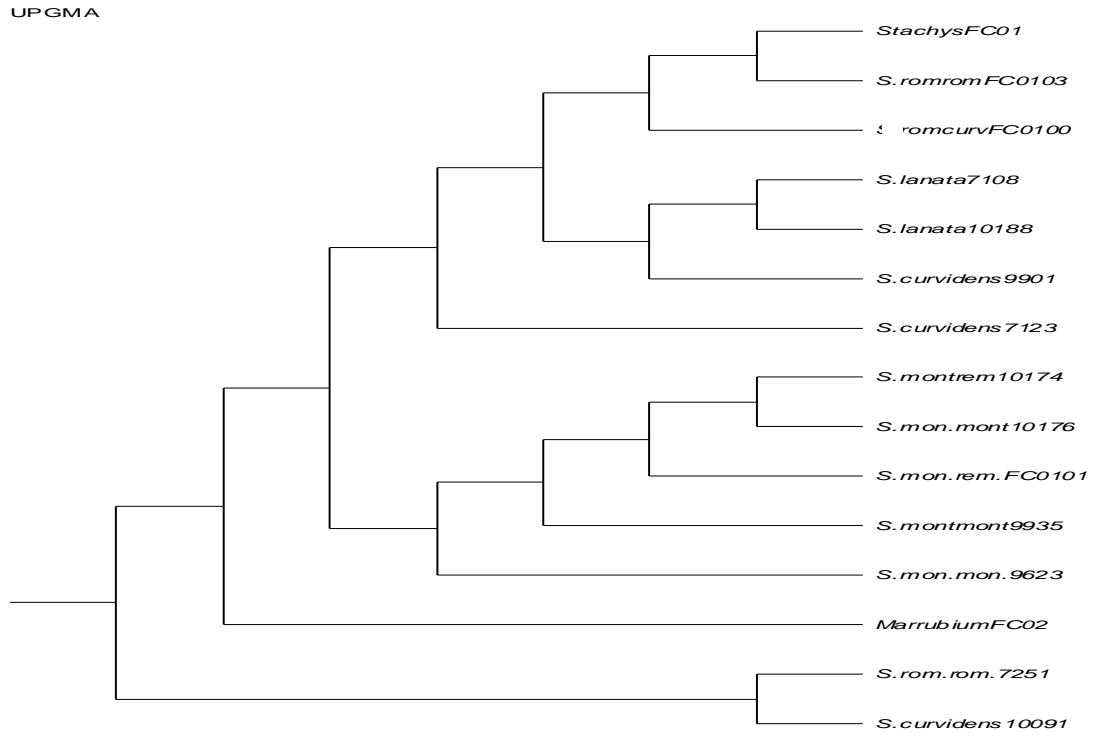 UPGMA
StachysFC01
S.romromFC0103
romcurvFC0100
S.lanata7108
S.lanata10188
S.curvidens9901
S.curvidens7123
S.montrem10174
S.mon.mont10176
S.mon.rem.FC0101
S.montmont9935
S.mon.mon.9623
MarrubiumFC02
S.rom.rom.7251
S.curvidens10091